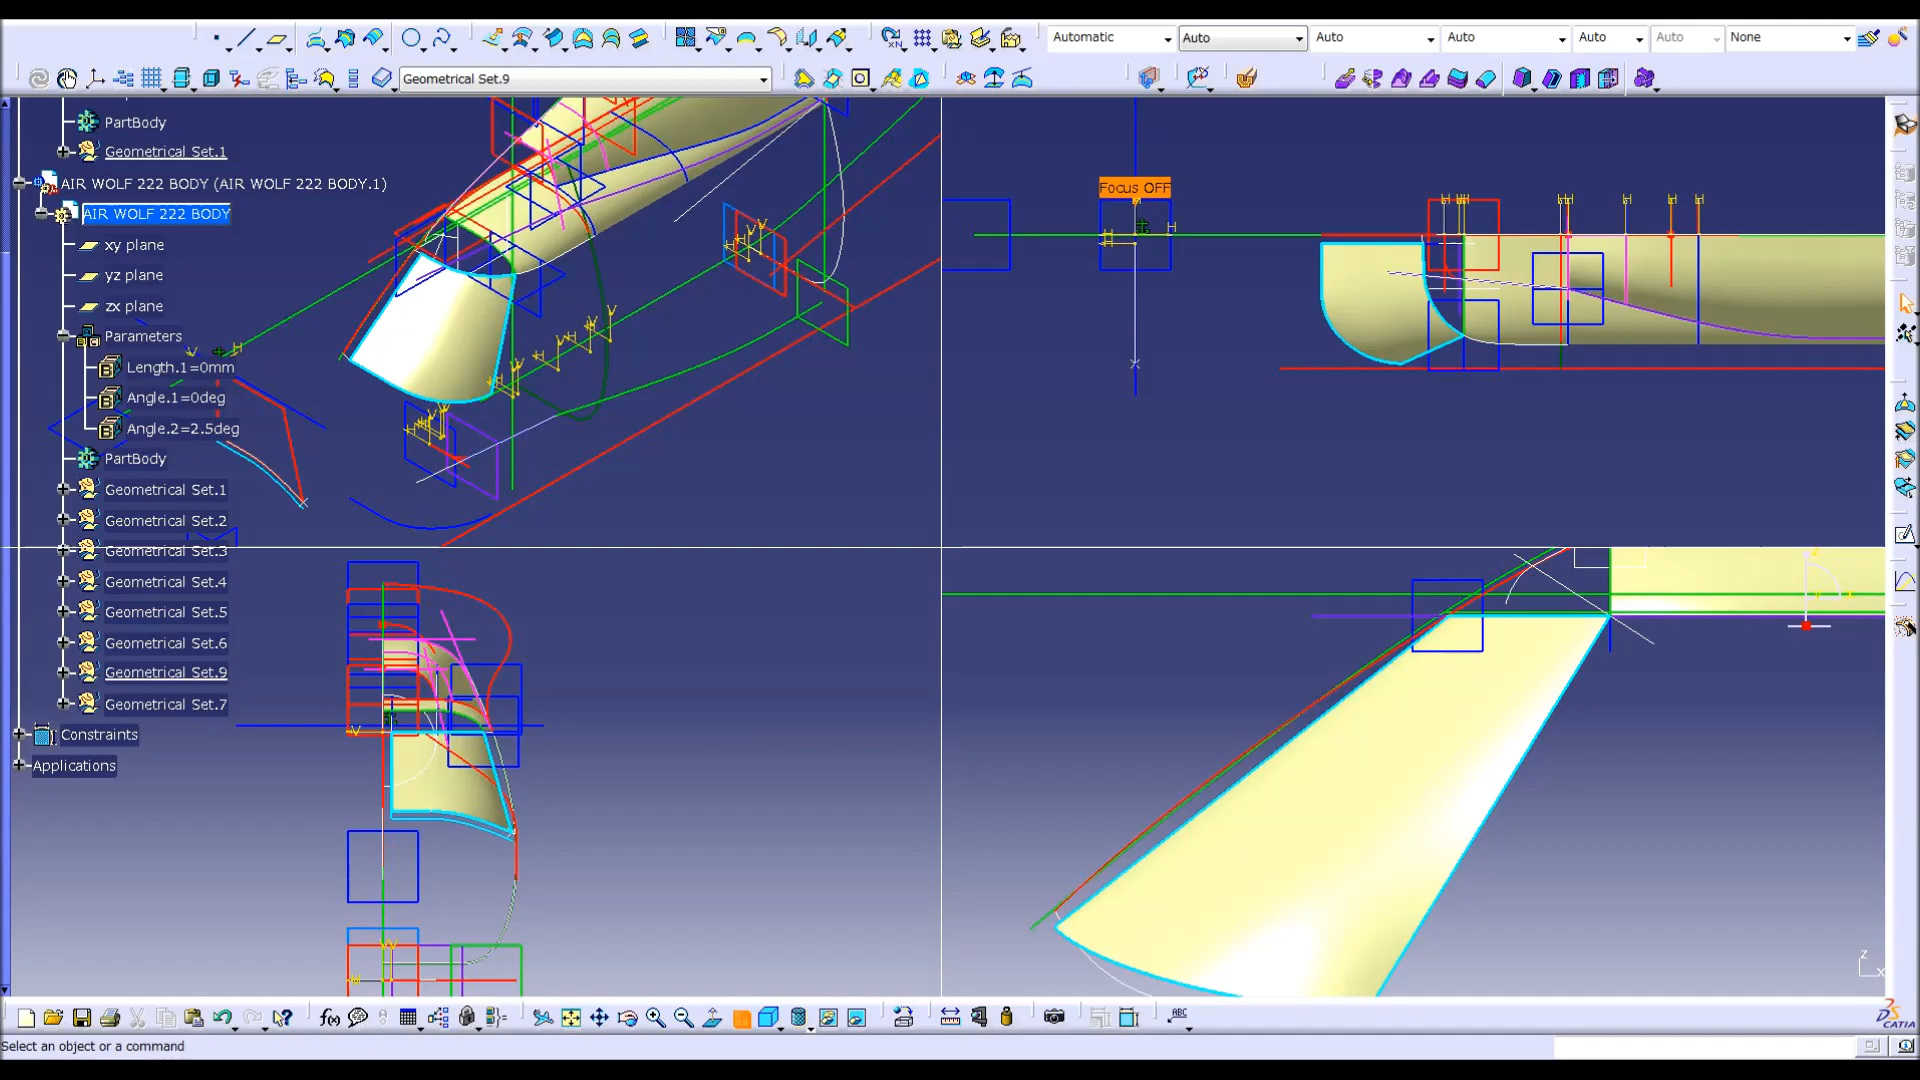 Automatic Auto Auto Auto Auto Auto None
Geometrical Set.9
PartBody
Geometrical Set.1
AIR WOLF 222 BODY (AIR WOLF 222 BODY.1)
AIR WOLF 222 BODY
xy plane
yz plane
zx plane
Parameters
Length.1=0mm
Angle.1=0deg
Angle.2=2.5deg
PartBody
Geometrical Set.1
Geometrical Set.2
Geometrical Set.3
Geometrical Set.4
Geometrical Set.5
Geometrical Set.6
Geometrical Set.9
Geometrical Set.7
Constraints
Applications
Focus OFF
z
x
f(x)
ABC
CATIA
Select an object or a command